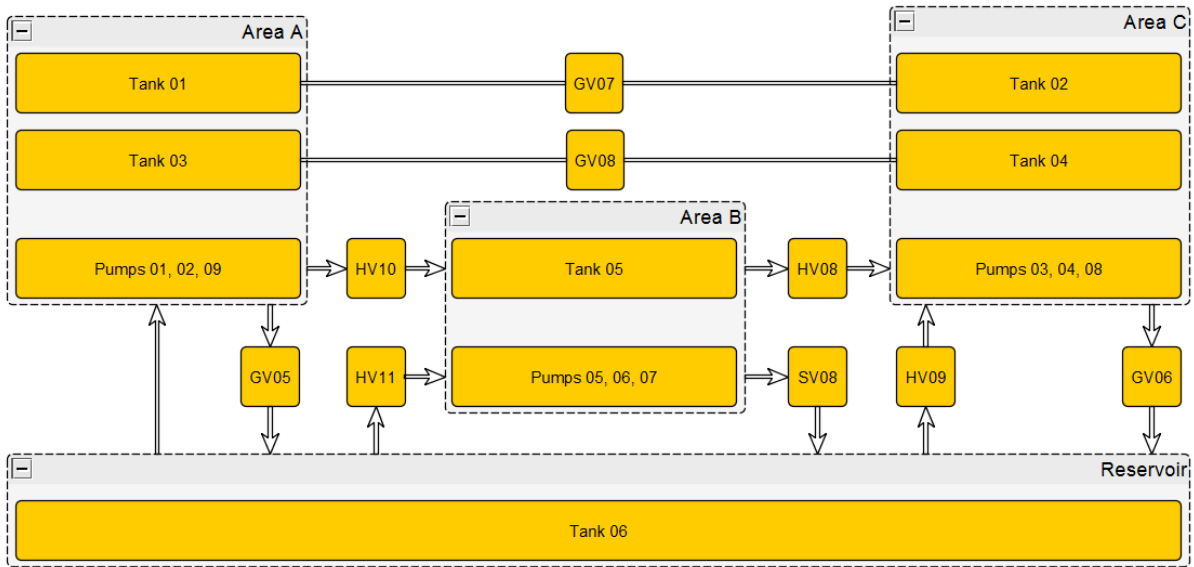 Area A
Area C
Tank 01
GV07
Tank 02
Tank 03
GV08
Tank 04
Area B
Pumps 01, 02, 09
HV10
Tank 05
HV08
Pumps 03, 04, 08
GV05
HV11
Pumps 05, 06, 07
SV08
HV09
GV06
Reservoir
Tank 06